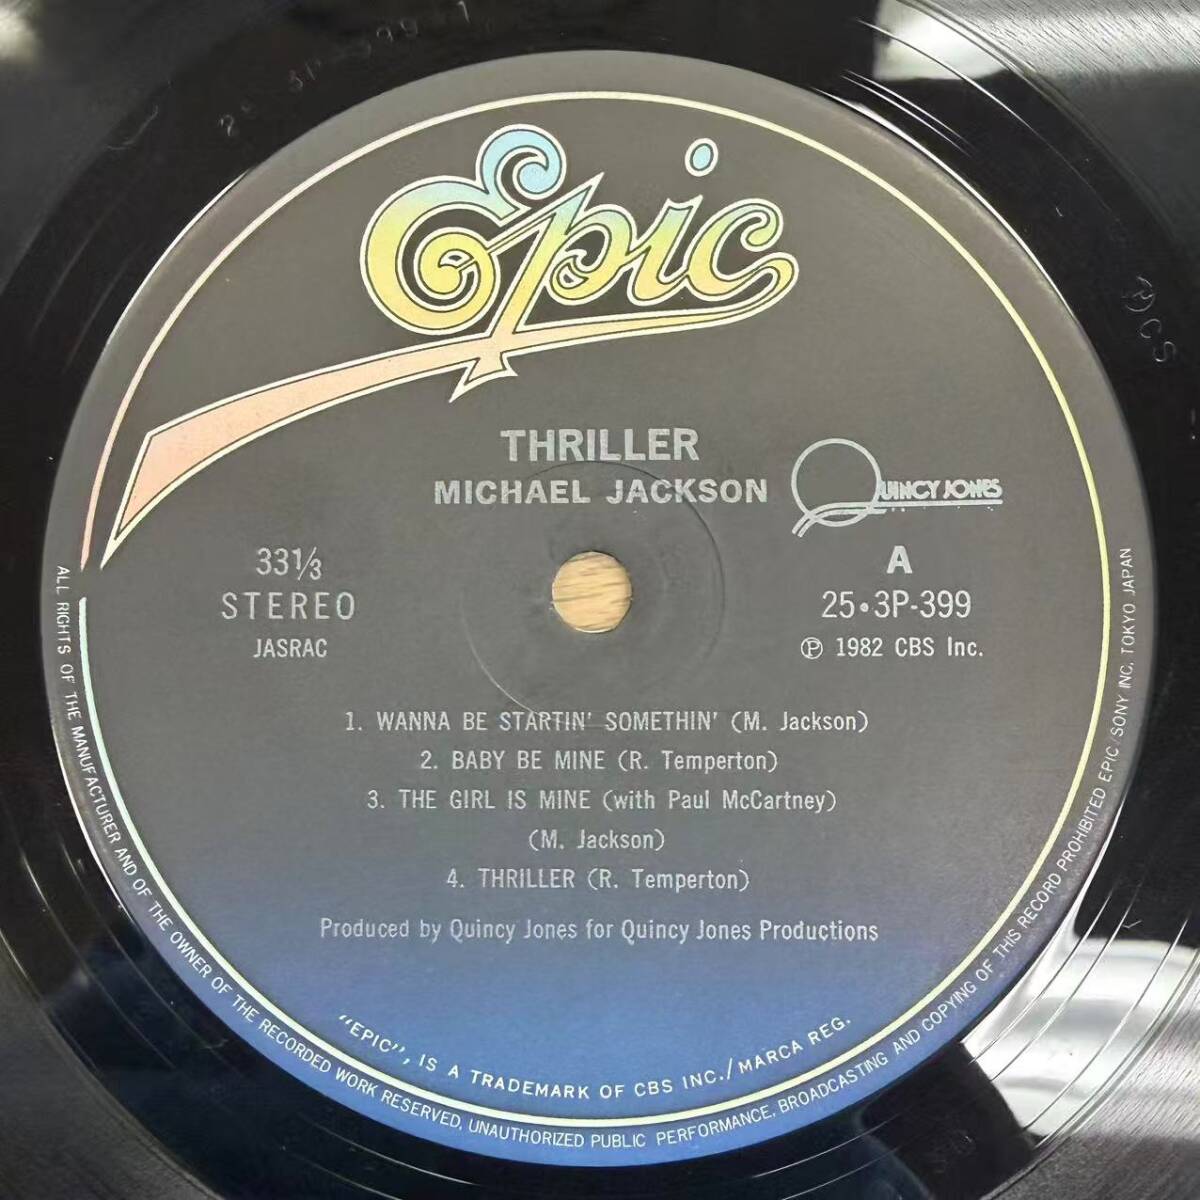 Epic
THRILLER
MICHAEL JACKSON
QUINCY JONES
33⅓
STEREO
JASRAC
A
25•3P-399
℗ 1982 CBS Inc.
1. WANNA BE STARTIN' SOMETHIN' (M. Jackson)
2. BABY BE MINE (R. Temperton)
3. THE GIRL IS MINE (with Paul McCartney)
(M. Jackson)
4. THRILLER (R. Temperton)
Produced by Quincy Jones for Quincy Jones Productions
"EPIC", IS A TRADEMARK OF CBS INC./MARCA REG.
ALL RIGHTS OF THE MANUFACTURER AND OF THE OWNER OF THE RECORDED WORK RESERVED, UNAUTHORIZED PUBLIC PERFORMANCE, BROADCASTING AND COPYING OF THIS RECORD PROHIBITED EPIC/SONY INC. TOKYO JAPAN
CS